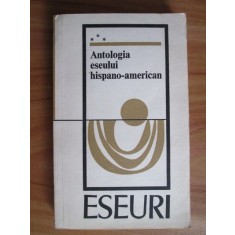 * * *
Antologia
eseului
hispano-american
ESEURI